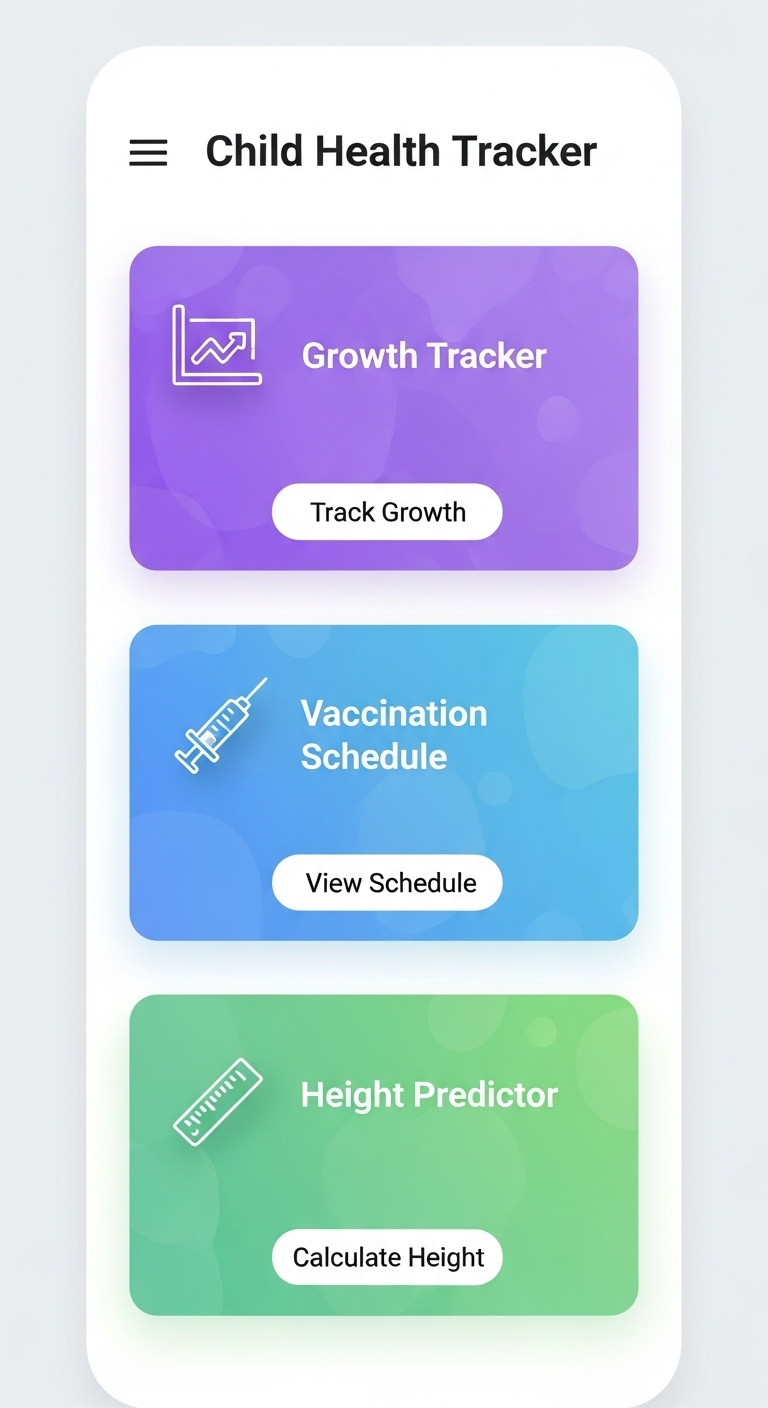 Child Health Tracker
Growth Tracker
Track Growth
Vaccination
Schedule
View Schedule
Height Predictor
Calculate Height